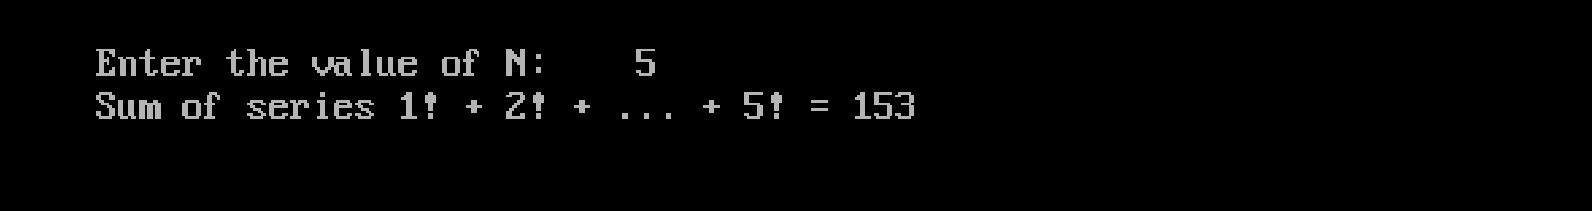 Enter the value of N:    5
Sum of series 1! + 2! + ... + 5! = 153